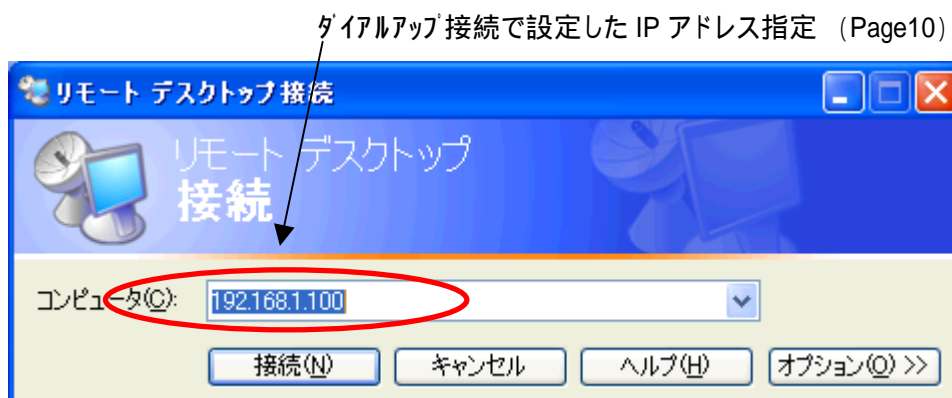 ﾀﾞｲｱﾙｱｯﾌﾟ接続で設定した IP アドレス指定 (Page10)
リモート デスクトップ接続
リモート デスクトップ
接続
コンピュータ(C): 192.168.1.100
接続(N) キャンセル ヘルプ(H) オプション(O) >>